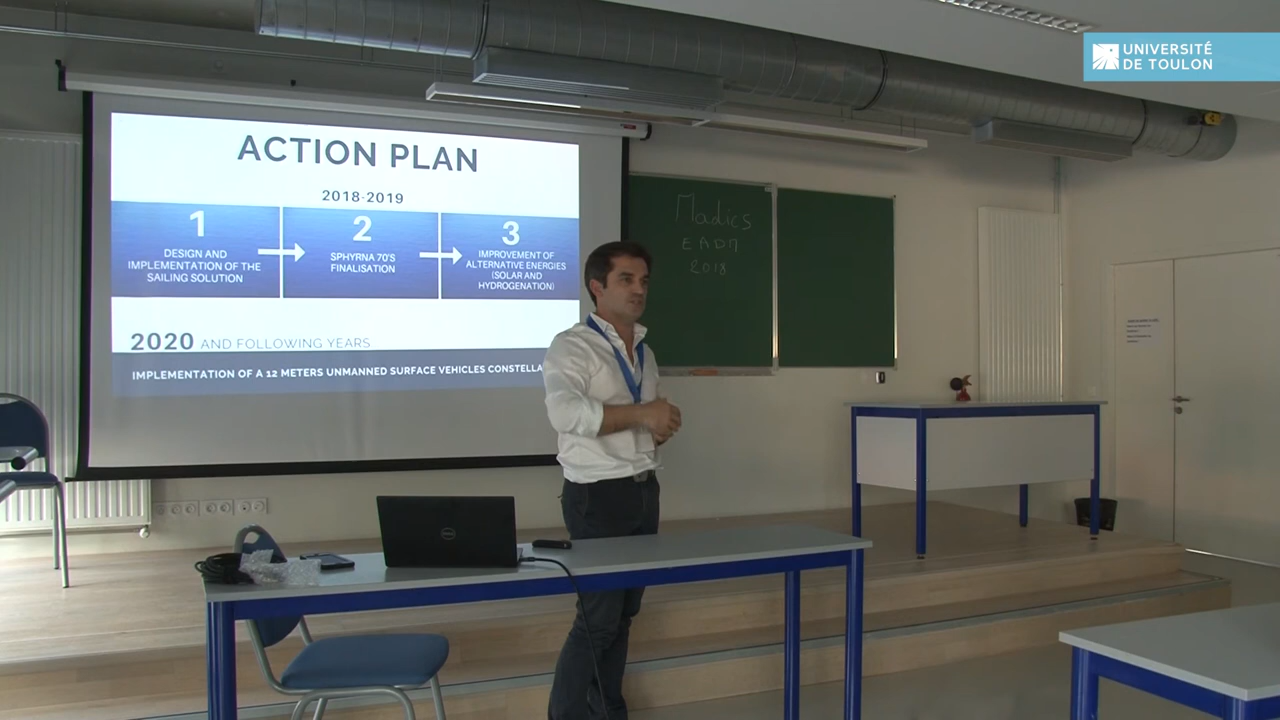 UNIVERSITÉ
DE TOULON
ACTION PLAN
2018-2019
1
DESIGN AND
IMPLEMENTATION OF THE
SAILING SOLUTION
2
SPHYRNA 70'S
FINALISATION
3
IMPROVEMENT OF
ALTERNATIVE ENERGIES
(SOLAR AND
HYDROGENATION)
2020 AND FOLLOWING YEARS
IMPLEMENTATION OF A 12 METERS UNMANNED SURFACE VEHICLES CONSTELLA
Madics
EADM
2018
DELL